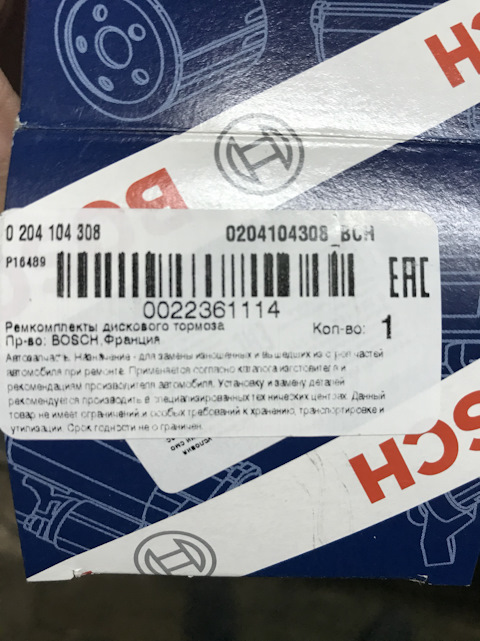 BOSCH
0 204 104 308 0204104308_BCH
P16489
EAC
0022361114
Ремкомплекты дискового тормоза
Пр-во: BOSCH,Франция
Кол-во: 1
Автозапчасть. Назначение - для замены изношенных и вышедших из строя частей
автомобиля при ремонте. Применяется согласно каталога изготовителя и
рекомендациям производителя автомобиля. Установку и замену деталей
рекомендуется производить в специализированных технических центрах. Данный
товар не имеет ограничений и особых требований к хранению, транспортировке и
утилизации. Срок годности не ограничен.
BOSCH